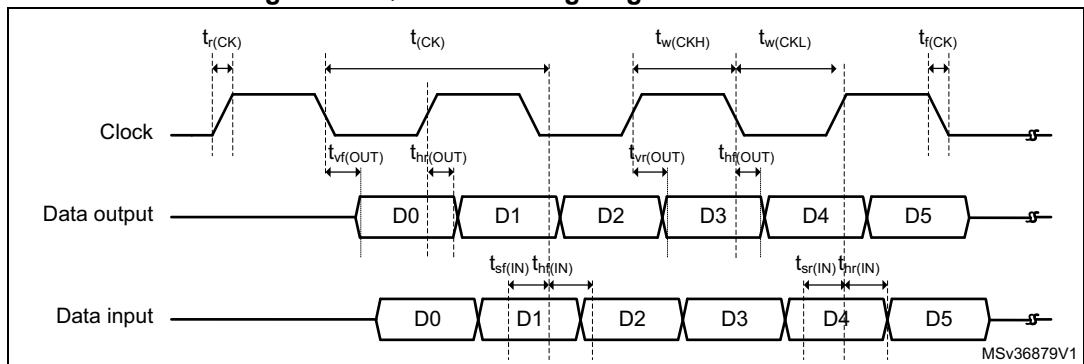 t_r(CK) t_(CK) t_w(CKH) t_w(CKL) t_f(CK)
Clock
t_vf(OUT) t_hr(OUT) t_vr(OUT) t_hf(OUT)
Data output D0 D1 D2 D3 D4 D5
t_sf(IN) t_hf(IN) t_sr(IN) t_hr(IN)
Data input D0 D1 D2 D3 D4 D5
MSv36879V1